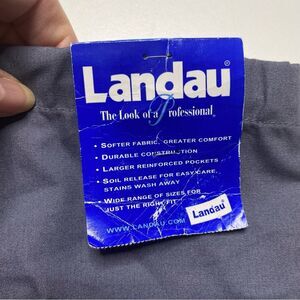 Landau®
The Look of a Professional
• SOFTER FABRIC, GREATER COMFORT
• DURABLE CONSTRUCTION
• LARGER REINFORCED POCKETS
• SOIL RELEASE FOR EASY CARE,
STAINS WASH AWAY
• WIDE RANGE OF SIZES FOR
JUST THE RIGHT FIT
WWW.LANDAU.COM
Landau